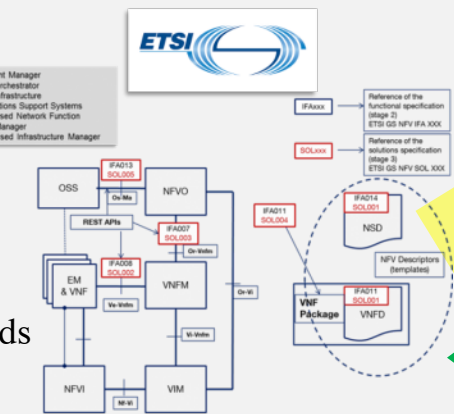 ETSI
nt Manager
rchestrator
frastructure
tions Support Systems
sed Network Function
Manager
sed Infrastructure Manager
IFAxxx
Reference of the
functional specification
(stage 2)
ETSI GS NFV IFA XXX
SOLxxx
Reference of the
solutions specification
(stage 3)
ETSI GS NFV SOL XXX
OSS
IFA013
SOL005
Os-Ma
NFVO
REST APIs
IFA007
SOL003
Or-Vnfm
IFA008
SOL002
EM
& VNF
Ve-Vnfm
VNFM
Or-Vi
Vi-Vnfm
NFVI
Nf-Vi
VIM
IFA011
SOL004
IFA014
SOL001
NSD
NFV Descriptors
(templates)
VNF
Package
IFA011
SOL001
VNFD
ds